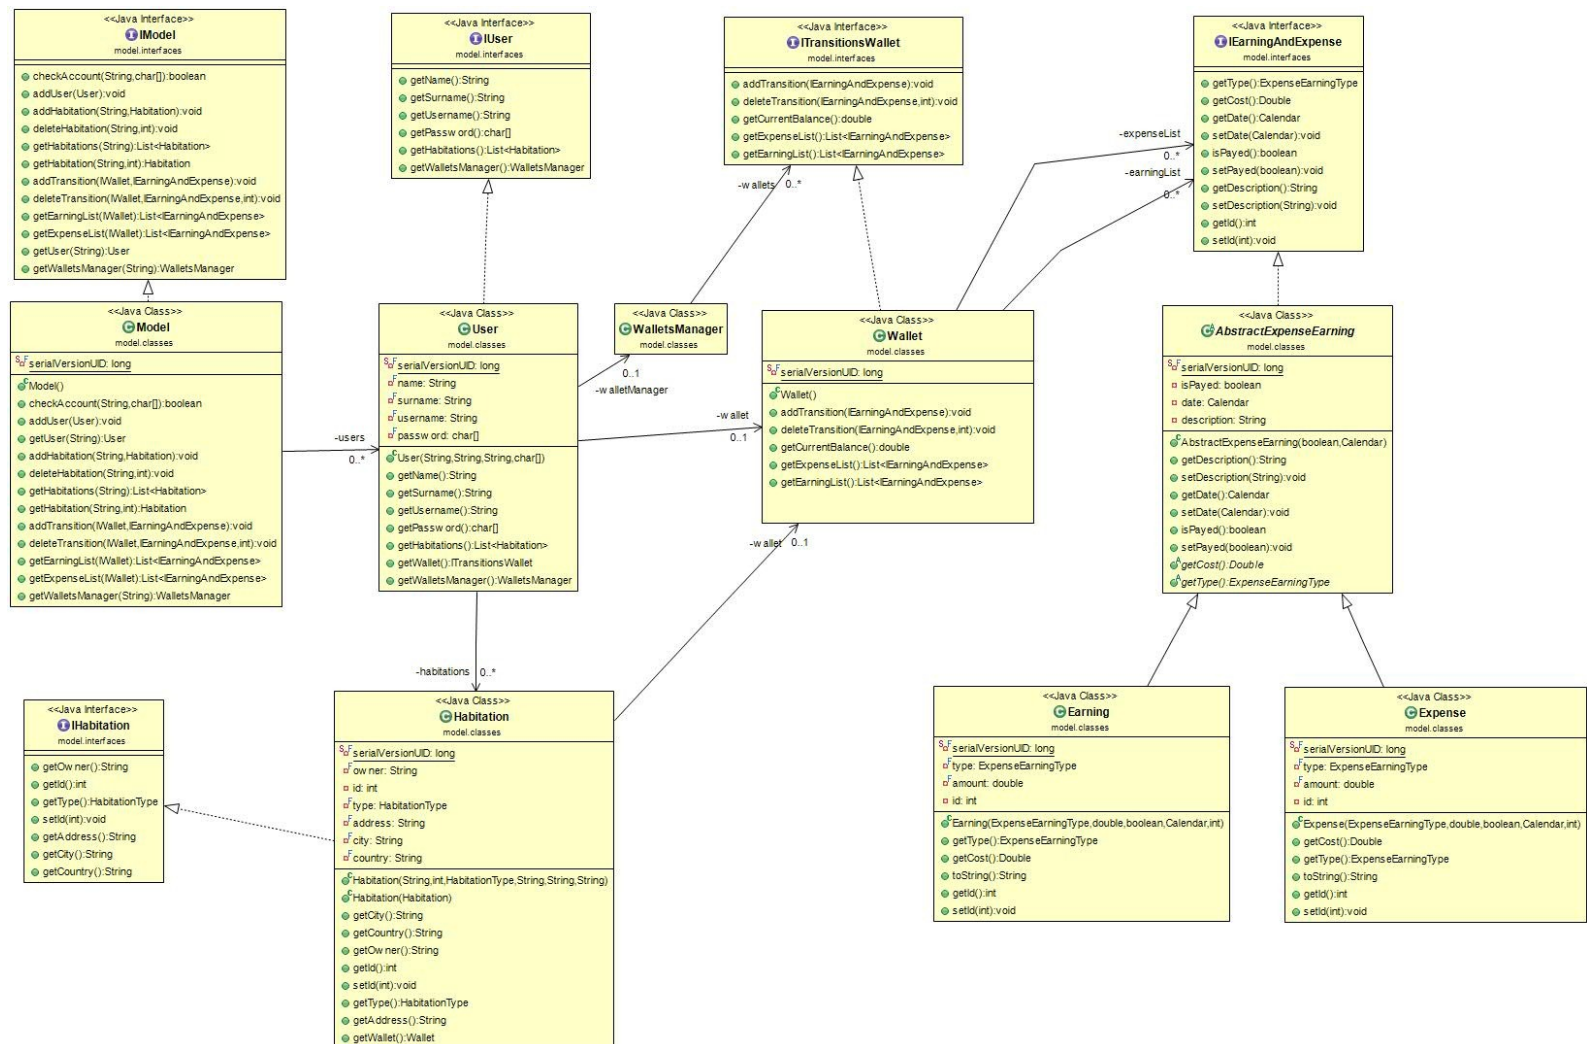 <<Java Interface>>
IModel
model.interfaces
checkAccount(String,char[]):boolean
addUser(User):void
addHabitation(String,Habitation):void
deleteHabitation(String,int):void
getHabitations(String):List<Habitation>
getHabitation(String,int):Habitation
addTransition(IWallet,IEarningAndExpense):void
deleteTransition(IWallet,IEarningAndExpense,int):void
getEarningList(IWallet):List<IEarningAndExpense>
getExpenseList(IWallet):List<IEarningAndExpense>
getUser(String):User
getWalletsManager(String):WalletsManager
<<Java Interface>>
IUser
model.interfaces
getName():String
getSurname():String
getUsername():String
getPassword():char[]
getHabitations():List<Habitation>
getWalletsManager():WalletsManager
<<Java Interface>>
ITransitionsWallet
model.interfaces
addTransition(IEarningAndExpense):void
deleteTransition(IEarningAndExpense,int):void
getCurrentBalance():double
getExpenseList():List<IEarningAndExpense>
getEarningList():List<IEarningAndExpense>
<<Java Interface>>
IEarningAndExpense
model.interfaces
getType():ExpenseEarningType
getCost():Double
getDate():Calendar
setDate(Calendar):void
isPayed():boolean
setPayed(boolean):void
getDescription():String
setDescription(String):void
getId():int
setId(int):void
-expenseList
0..*
-earningList
0..*
-wallets
0..*
<<Java Class>>
Model
model.classes
serialVersionUID: long
Model()
checkAccount(String,char[]):boolean
addUser(User):void
getUser(String):User
addHabitation(String,Habitation):void
deleteHabitation(String,int):void
getHabitations(String):List<Habitation>
getHabitation(String,int):Habitation
addTransition(IWallet,IEarningAndExpense):void
deleteTransition(IWallet,IEarningAndExpense,int):void
getEarningList(IWallet):List<IEarningAndExpense>
getExpenseList(IWallet):List<IEarningAndExpense>
getWalletsManager(String):WalletsManager
-users
0..*
<<Java Class>>
User
model.classes
serialVersionUID: long
name: String
surname: String
username: String
password: char[]
User(String,String,String,char[])
getName():String
getSurname():String
getUsername():String
getPassword():char[]
getHabitations():List<Habitation>
getWallet():ITransitionsWallet
getWalletsManager():WalletsManager
<<Java Class>>
WalletsManager
model.classes
0..1
-walletManager
-wallet
0..1
<<Java Class>>
Wallet
model.classes
serialVersionUID: long
Wallet()
addTransition(IEarningAndExpense):void
deleteTransition(IEarningAndExpense,int):void
getCurrentBalance():double
getExpenseList():List<IEarningAndExpense>
getEarningList():List<IEarningAndExpense>
-wallet
0..1
<<Java Class>>
AbstractExpenseEarning
model.classes
serialVersionUID: long
isPayed: boolean
date: Calendar
description: String
AbstractExpenseEarning(boolean,Calendar)
getDescription():String
setDescription(String):void
getDate():Calendar
setDate(Calendar):void
isPayed():boolean
setPayed(boolean):void
getCost():Double
getType():ExpenseEarningType
-habitations
0..*
<<Java Interface>>
IHabitation
model.interfaces
getOwner():String
getId():int
getType():HabitationType
setId(int):void
getAddress():String
getCity():String
getCountry():String
<<Java Class>>
Habitation
model.classes
serialVersionUID: long
owner: String
id: int
type: HabitationType
address: String
city: String
country: String
Habitation(String,int,HabitationType,String,String,String)
Habitation(Habitation)
getCity():String
getCountry():String
getOwner():String
getId():int
setId(int):void
getType():HabitationType
getAddress():String
getWallet():Wallet
<<Java Class>>
Earning
model.classes
serialVersionUID: long
type: ExpenseEarningType
amount: double
id: int
Earning(ExpenseEarningType,double,boolean,Calendar,int)
getType():ExpenseEarningType
getCost():Double
toString():String
getId():int
setId(int):void
<<Java Class>>
Expense
model.classes
serialVersionUID: long
type: ExpenseEarningType
amount: double
id: int
Expense(ExpenseEarningType,double,boolean,Calendar,int)
getCost():Double
getType():ExpenseEarningType
toString():String
getId():int
setId(int):void